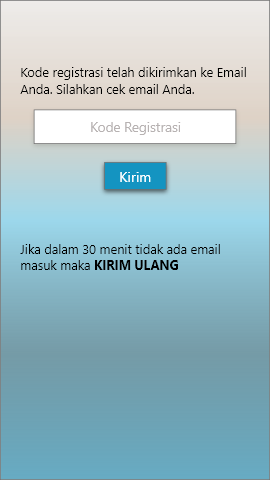 Kode registrasi telah dikirimkan ke Email
Anda. Silahkan cek email Anda.
Kode Registrasi
Kirim
Jika dalam 30 menit tidak ada email
masuk maka KIRIM ULANG